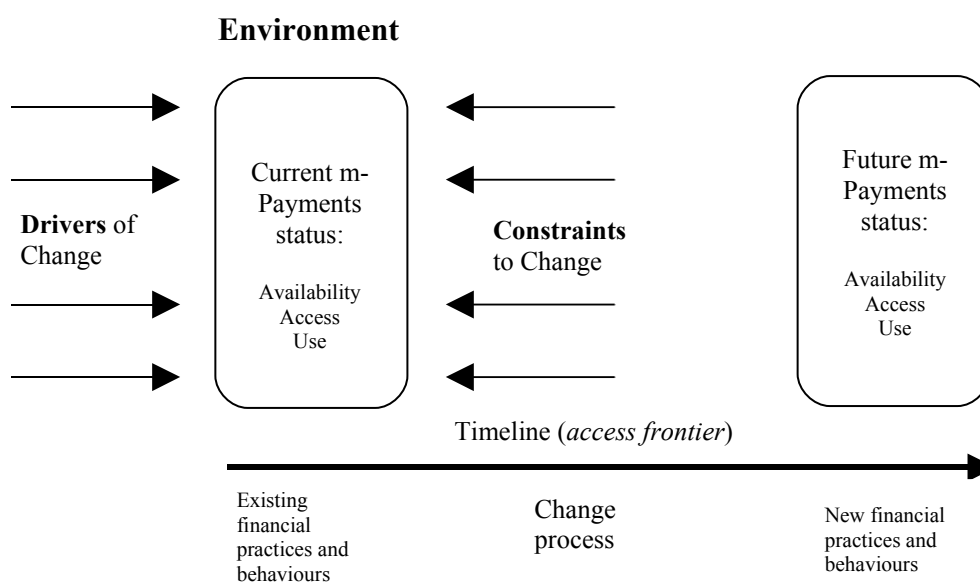 Environment
Drivers of
Change
Current m-
Payments
status:
Availability
Access
Use
Constraints
to Change
Future m-
Payments
status:
Availability
Access
Use
Timeline (access frontier)
Existing
financial
practices and
behaviours
Change
process
New financial
practices and
behaviours